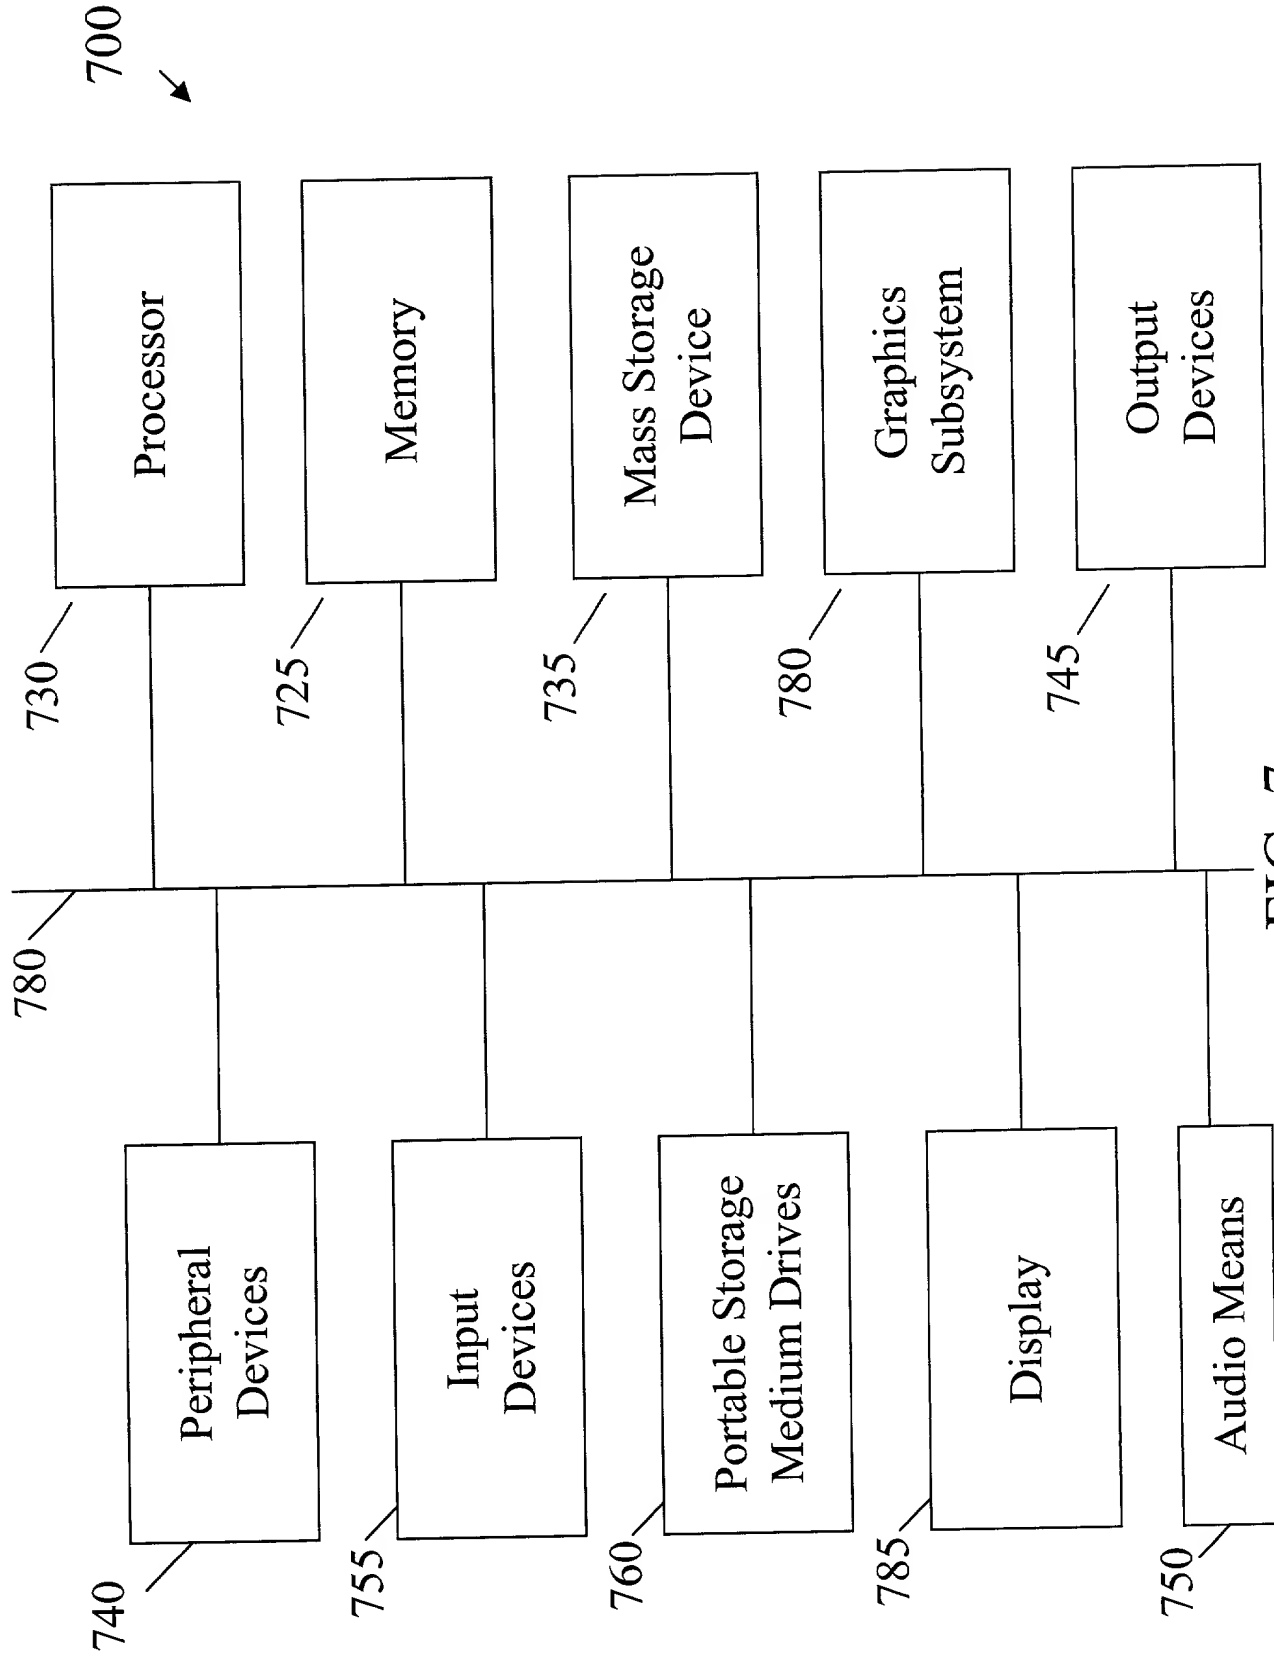 700
730
Processor
725
Memory
735
Mass Storage
Device
780
Graphics
Subsystem
745
Output
Devices
780
740
Peripheral
Devices
755
Input
Devices
760
Portable Storage
Medium Drives
785
Display
750
Audio Means